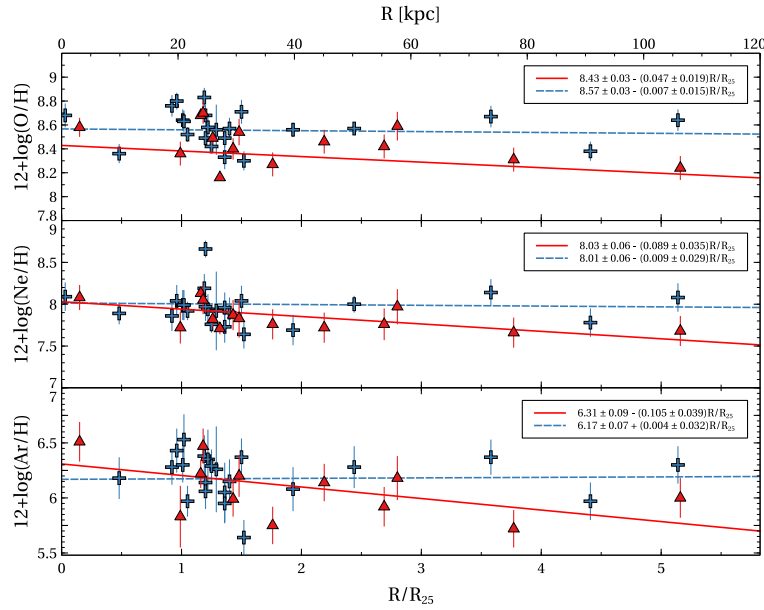 R [kpc]
0 20 40 60 80 100 120
12+log(O/H)
9
8.8
8.6
8.4
8.2
8
7.8
8.43 ± 0.03 - (0.047 ± 0.019)R/R25
8.57 ± 0.03 - (0.007 ± 0.015)R/R25
12+log(Ne/H)
9
8.5
8
7.5
7
8.03 ± 0.06 - (0.089 ± 0.035)R/R25
8.01 ± 0.06 - (0.009 ± 0.029)R/R25
12+log(Ar/H)
6.5
6
5.5
6.31 ± 0.09 - (0.105 ± 0.039)R/R25
6.17 ± 0.07 + (0.004 ± 0.032)R/R25
0 1 2 3 4 5
R/R25